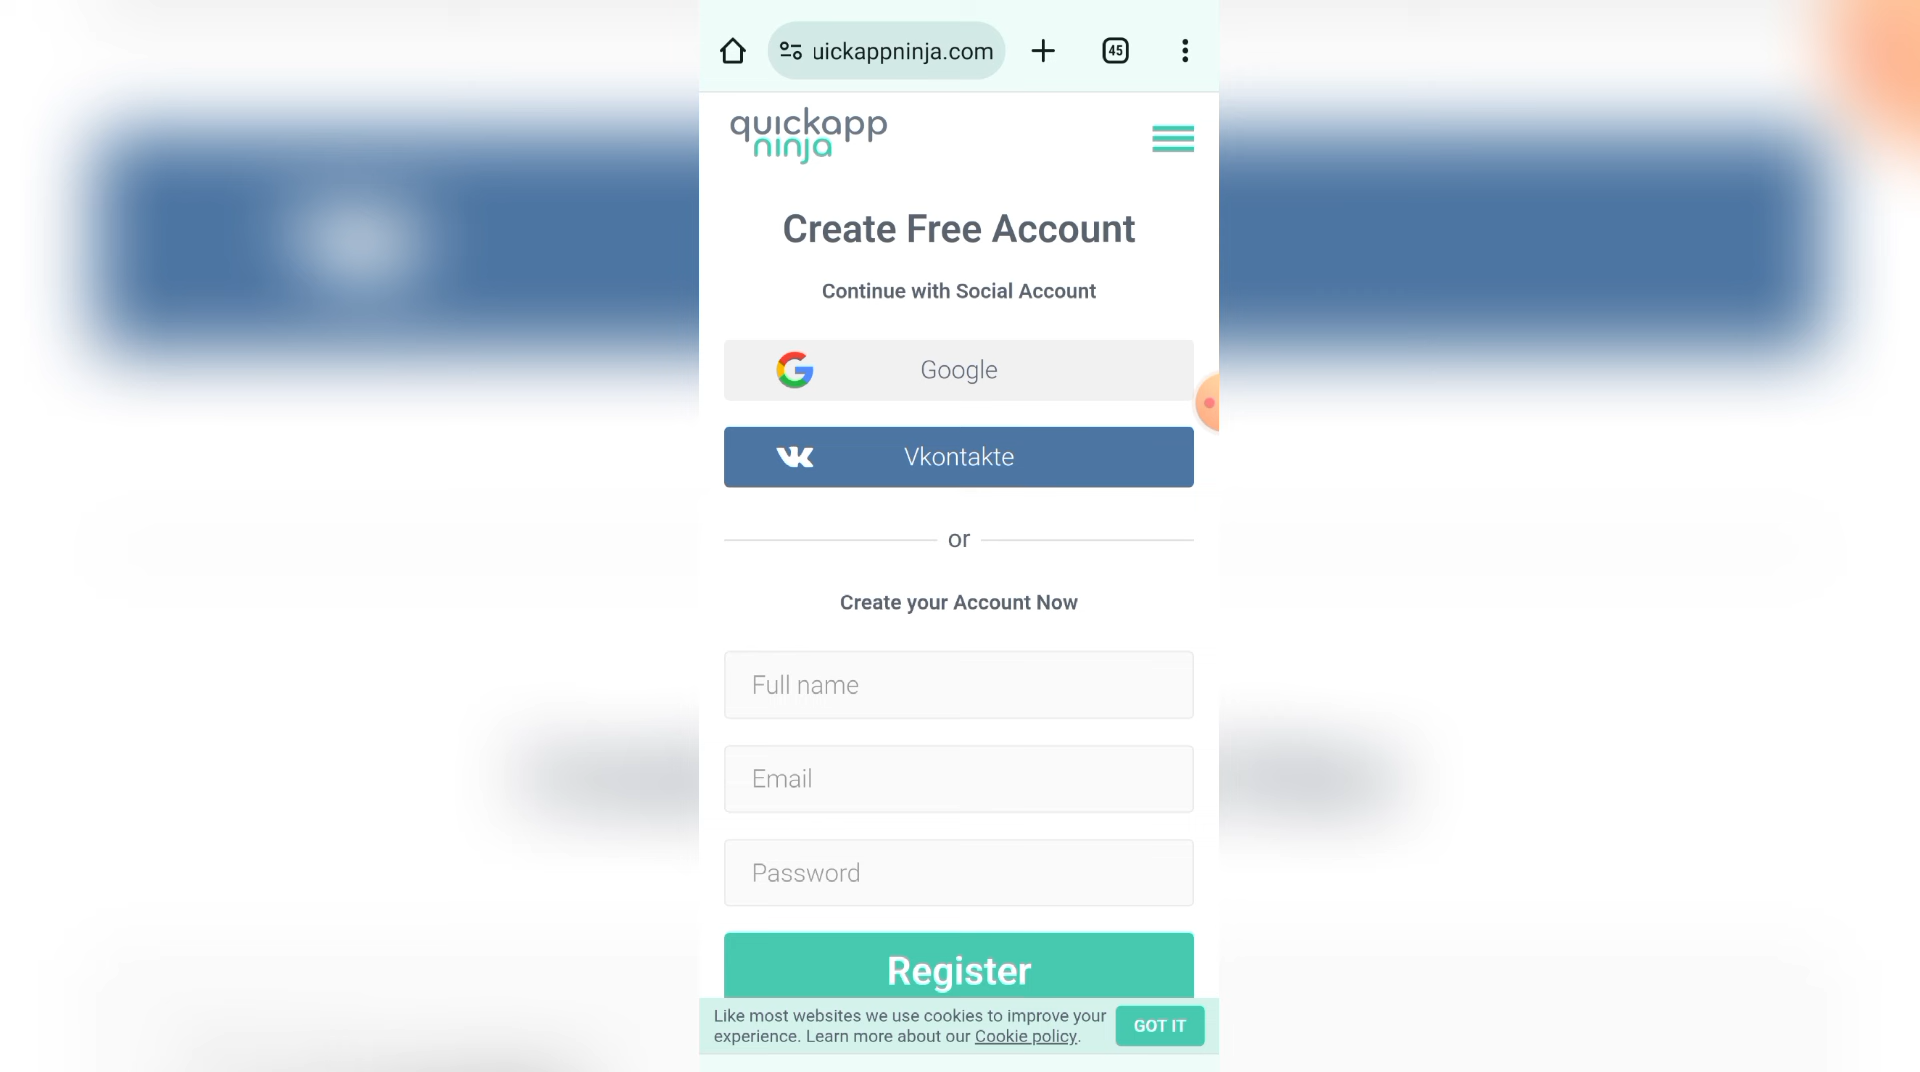 uickappninja.com
45
quickapp
ninja
Create Free Account
Continue with Social Account
Google
Vkontakte
or
Create your Account Now
Full name
Email
Password
Register
Like most websites we use cookies to improve your
experience. Learn more about our Cookie policy.
GOT IT